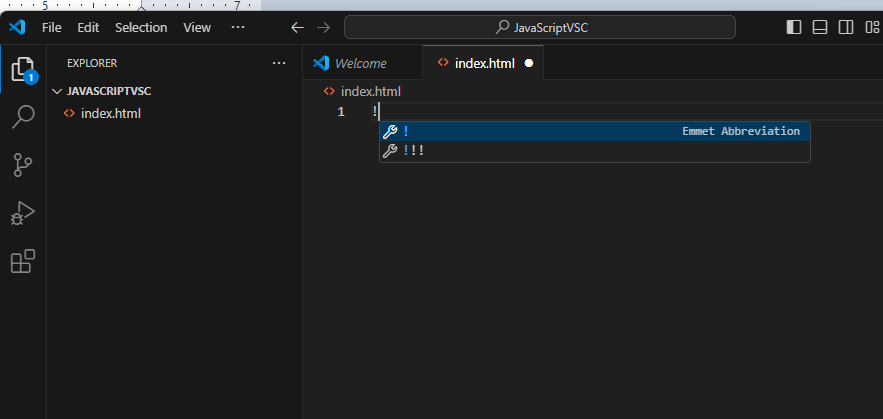 5 7
File Edit Selection View ··· JavaScriptVSC
1 EXPLORER ··· Welcome index.html
JAVASCRIPTVSC index.html
index.html 1 !
! Emmet Abbreviation
!!!